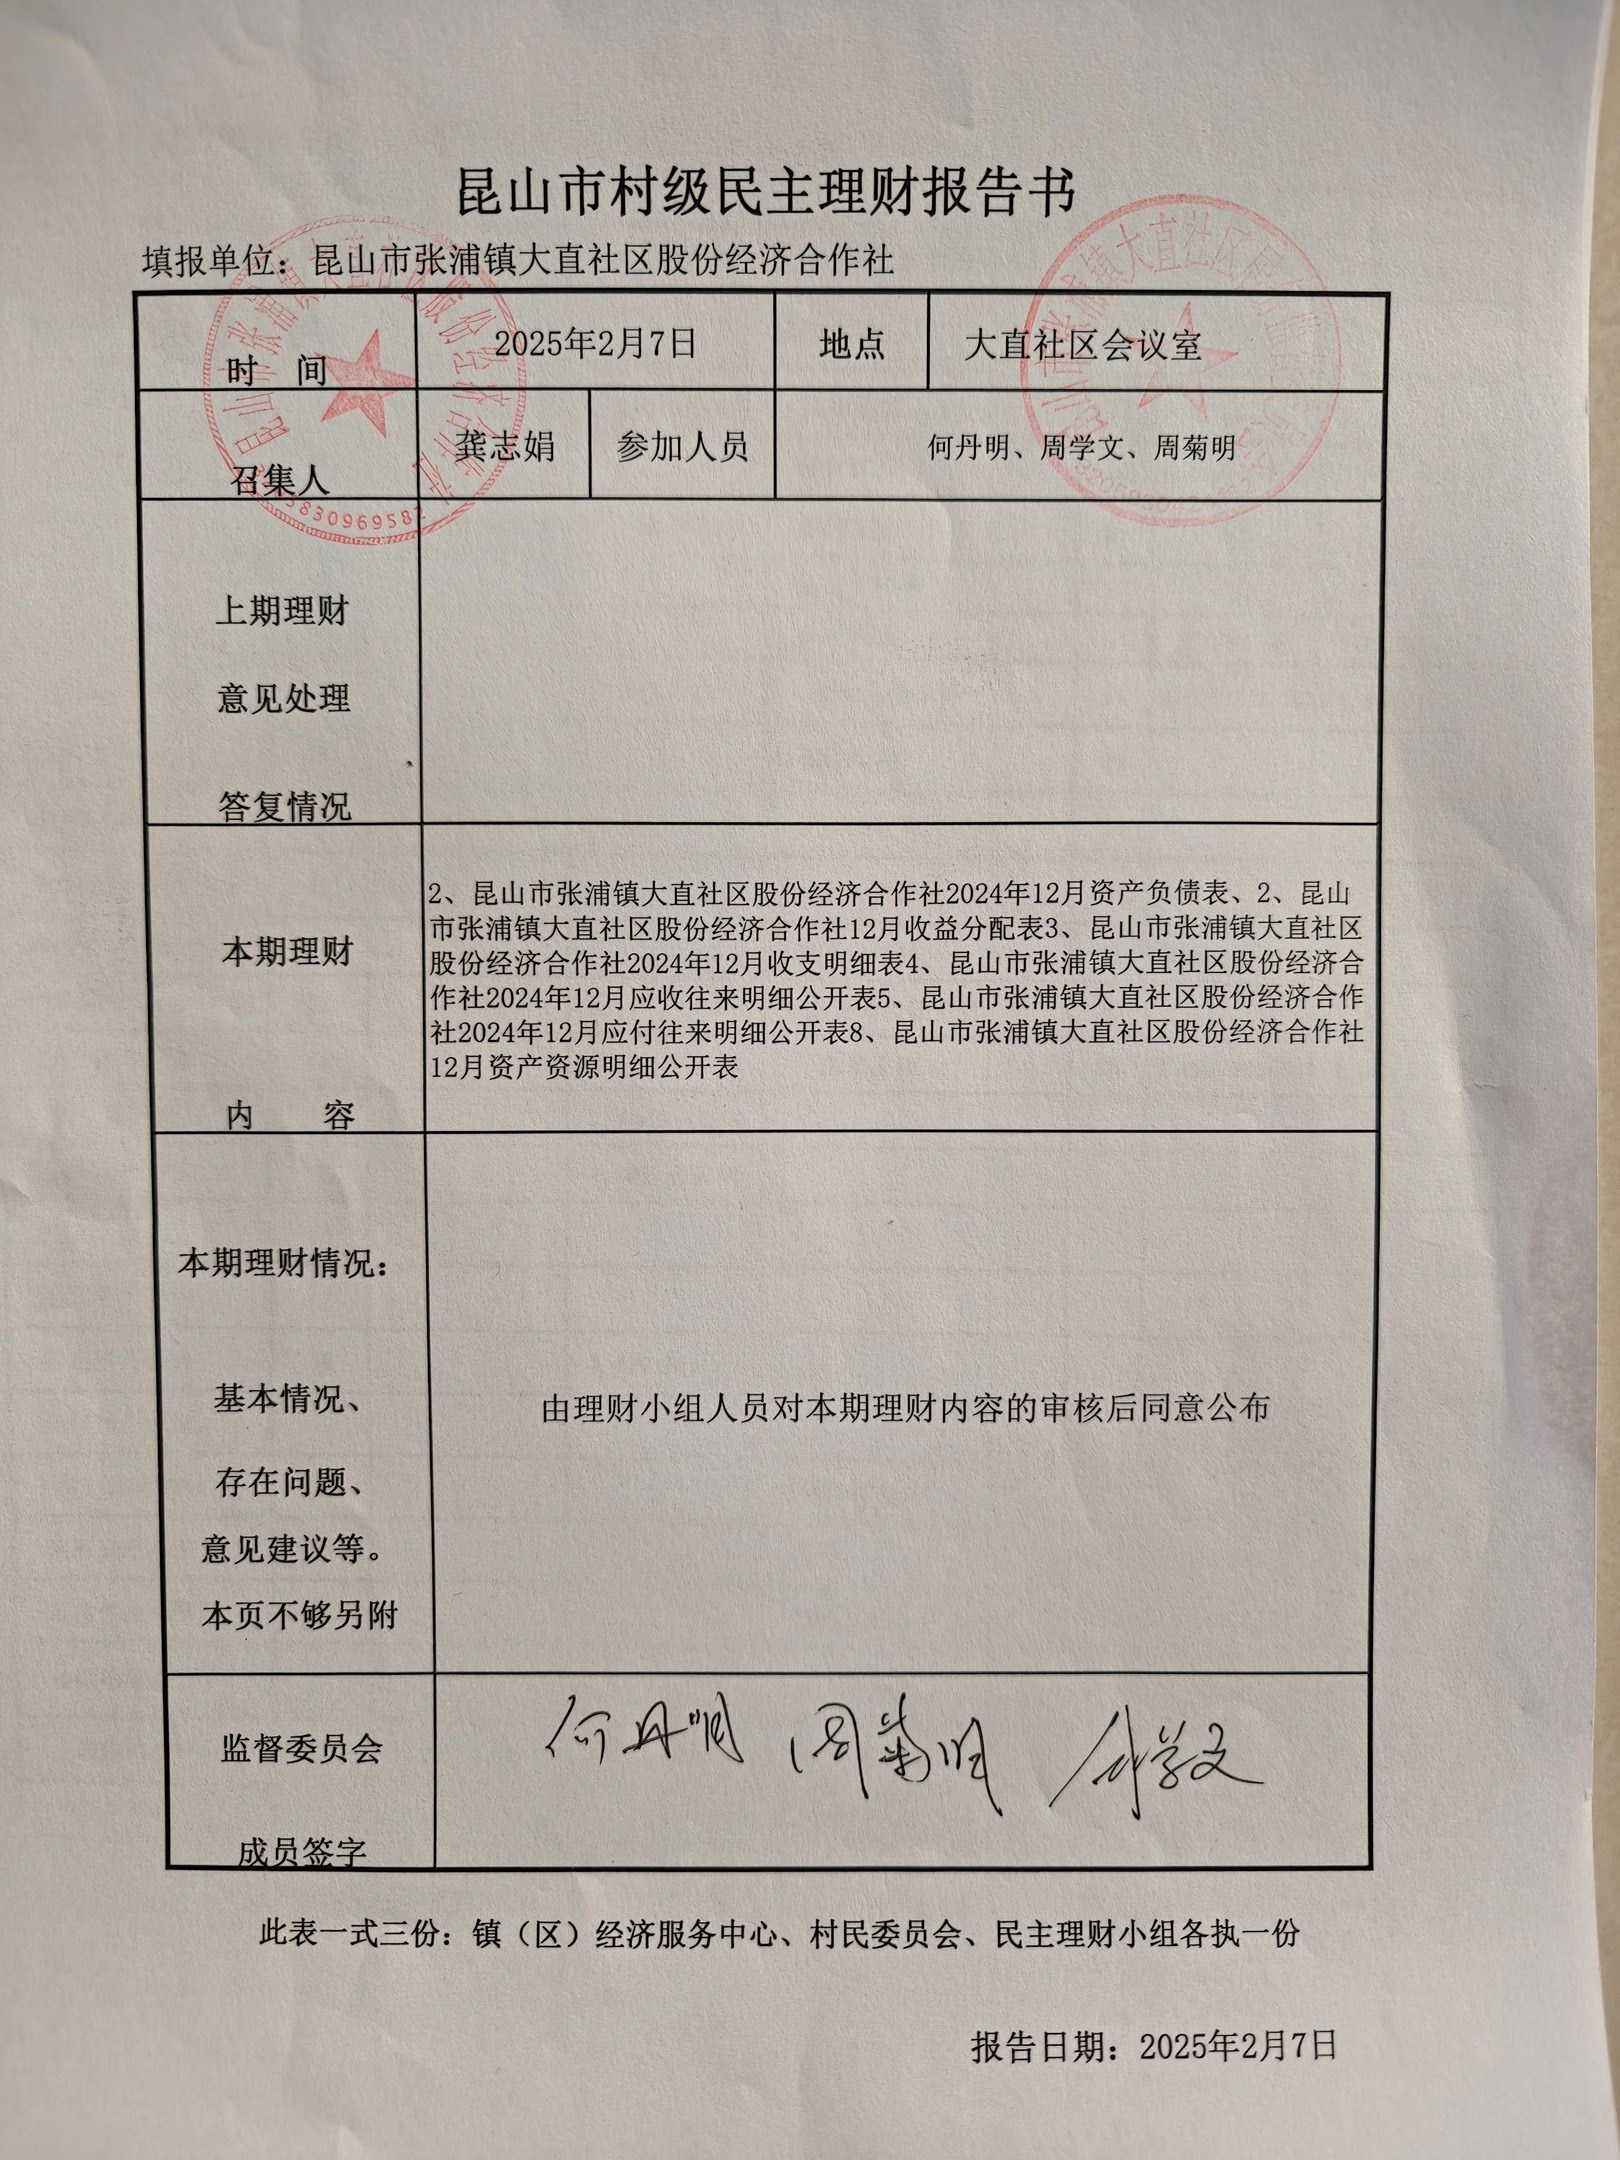 昆山市村级民主理财报告书
填报单位：昆山市张浦镇大直社区股份经济合作社
时 间
2025年2月7日
地点
大直社区会议室
召集人
龚志娟
参加人员
何丹明、周学文、周菊明
上期理财
意见处理
答复情况
本期理财
内 容
2、昆山市张浦镇大直社区股份经济合作社2024年12月资产负债表、2、昆山
市张浦镇大直社区股份经济合作社12月收益分配表3、昆山市张浦镇大直社区
股份经济合作社2024年12月收支明细表4、昆山市张浦镇大直社区股份经济合
作社2024年12月应收往来明细公开表5、昆山市张浦镇大直社区股份经济合作
社2024年12月应付往来明细公开表8、昆山市张浦镇大直社区股份经济合作社
12月资产资源明细公开表
本期理财情况：
基本情况、
存在问题、
意见建议等。
本页不够另附
由理财小组人员对本期理财内容的审核后同意公布
监督委员会
成员签字
何丹明 周菊明 周学文
此表一式三份：镇（区）经济服务中心、村民委员会、民主理财小组各执一份
报告日期：2025年2月7日